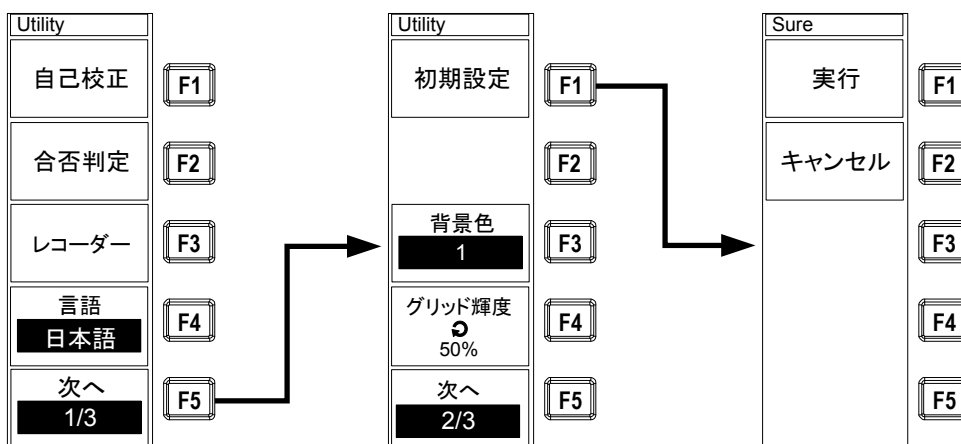 Utility
自己校正
F1
合否判定
F2
レコーダー
F3
言語
日本語
F4
次へ
1/3
F5
Utility
初期設定
F1
F2
背景色
1
F3
グリッド輝度
50%
F4
次へ
2/3
F5
Sure
実行
F1
キャンセル
F2
F3
F4
F5